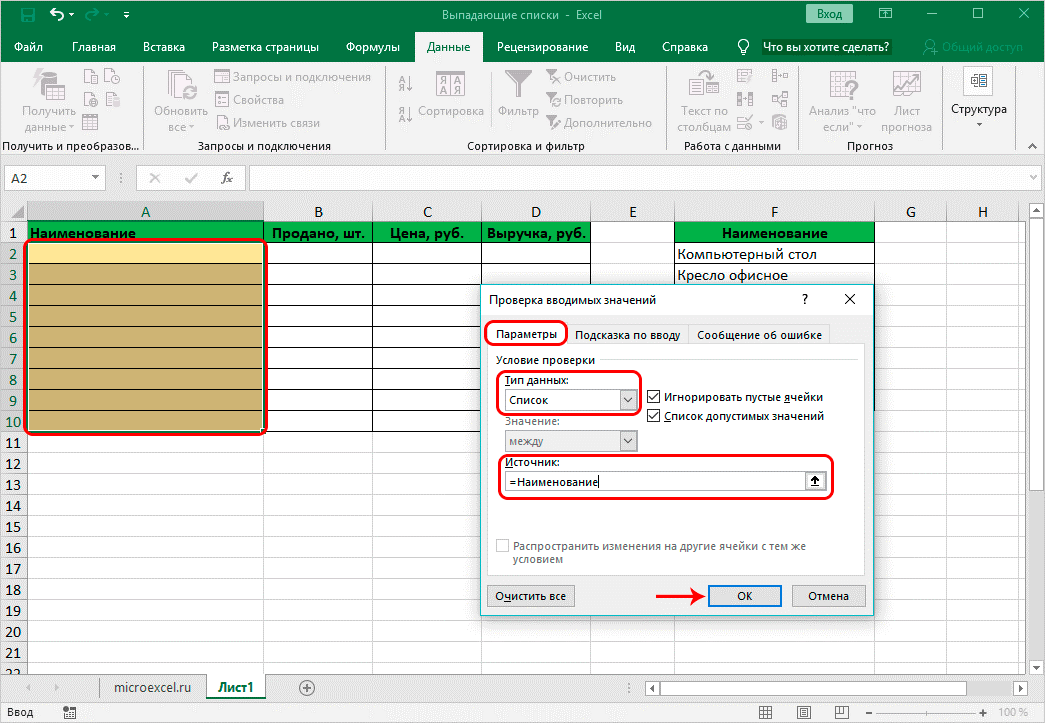 Выпадающие списки - Excel
Вход
Файл Главная Вставка Разметка страницы Формулы Данные Рецензирование Вид Справка Что вы хотите сделать? Общий доступ
Получить данные
Обновить все
Запросы и подключения
Свойства
Изменить связи
А Я
Я А
Я А
А Я
Сортировка
Фильтр
Очистить
Повторить
Дополнительно
Текст по столбцам
Анализ "что если"
Лист прогноза
Структура
Получить и преобразов...
Запросы и подключения
Сортировка и фильтр
Работа с данными
Прогноз
A2
fx
A B C D E F G H
1 Наименование Продано, шт. Цена, руб. Выручка, руб. Наименование
2 Компьютерный стол
3 Кресло офисное
4
5
6
7
8
9
10
11
12
13
14
15
16
17
18
19
20
21
22
Проверка вводимых значений ?
Параметры Подсказка по вводу Сообщение об ошибке
Условие проверки
Тип данных:
Список
Игнорировать пустые ячейки
Список допустимых значений
Значение:
между
Источник:
=Наименование
Распространить изменения на другие ячейки с тем же
условием
Очистить все ОК Отмена
microexcel.ru Лист1
Ввод
100 %